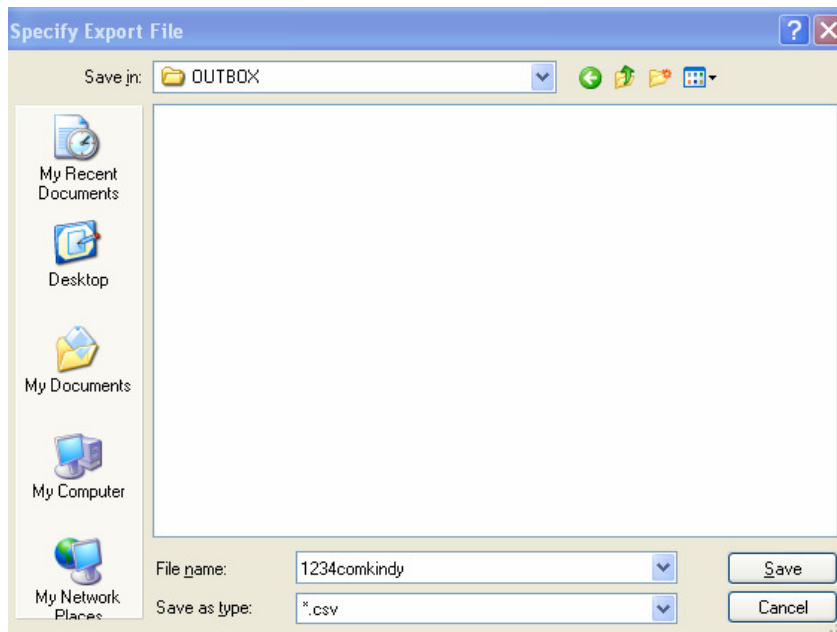 Specify Export File
Save in: OUTBOX
My Recent
Documents
Desktop
My Documents
My Computer
My Network
Places
File name: 1234comkindy
Save as type: *.csv
Save
Cancel